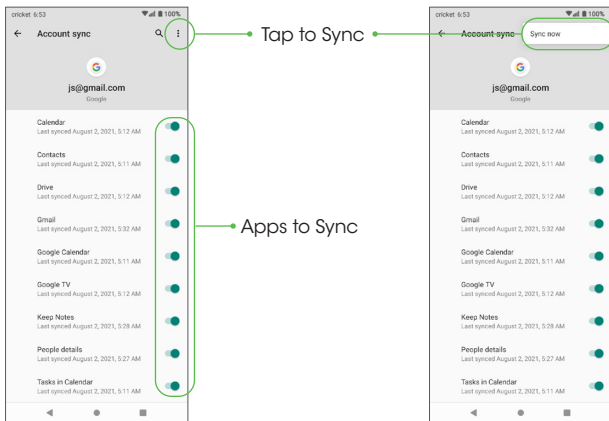 cricket 6:53 100%
Account sync
G
js@gmail.com
Google
Calendar
Last synced August 2, 2021, 5:12 AM
Contacts
Last synced August 2, 2021, 5:11 AM
Drive
Last synced August 2, 2021, 5:12 AM
Gmail
Last synced August 2, 2021, 5:32 AM
Google Calendar
Last synced August 2, 2021, 5:11 AM
Google TV
Last synced August 2, 2021, 5:12 AM
Keep Notes
Last synced August 2, 2021, 5:28 AM
People details
Last synced August 2, 2021, 5:27 AM
Tasks in Calendar
Last synced August 2, 2021, 5:11 AM
Tap to Sync
Apps to Sync
cricket 6:53 100%
Account sync
Sync now
G
js@gmail.com
Google
Calendar
Last synced August 2, 2021, 5:12 AM
Contacts
Last synced August 2, 2021, 5:11 AM
Drive
Last synced August 2, 2021, 5:12 AM
Gmail
Last synced August 2, 2021, 5:32 AM
Google Calendar
Last synced August 2, 2021, 5:11 AM
Google TV
Last synced August 2, 2021, 5:12 AM
Keep Notes
Last synced August 2, 2021, 5:28 AM
People details
Last synced August 2, 2021, 5:27 AM
Tasks in Calendar
Last synced August 2, 2021, 5:11 AM